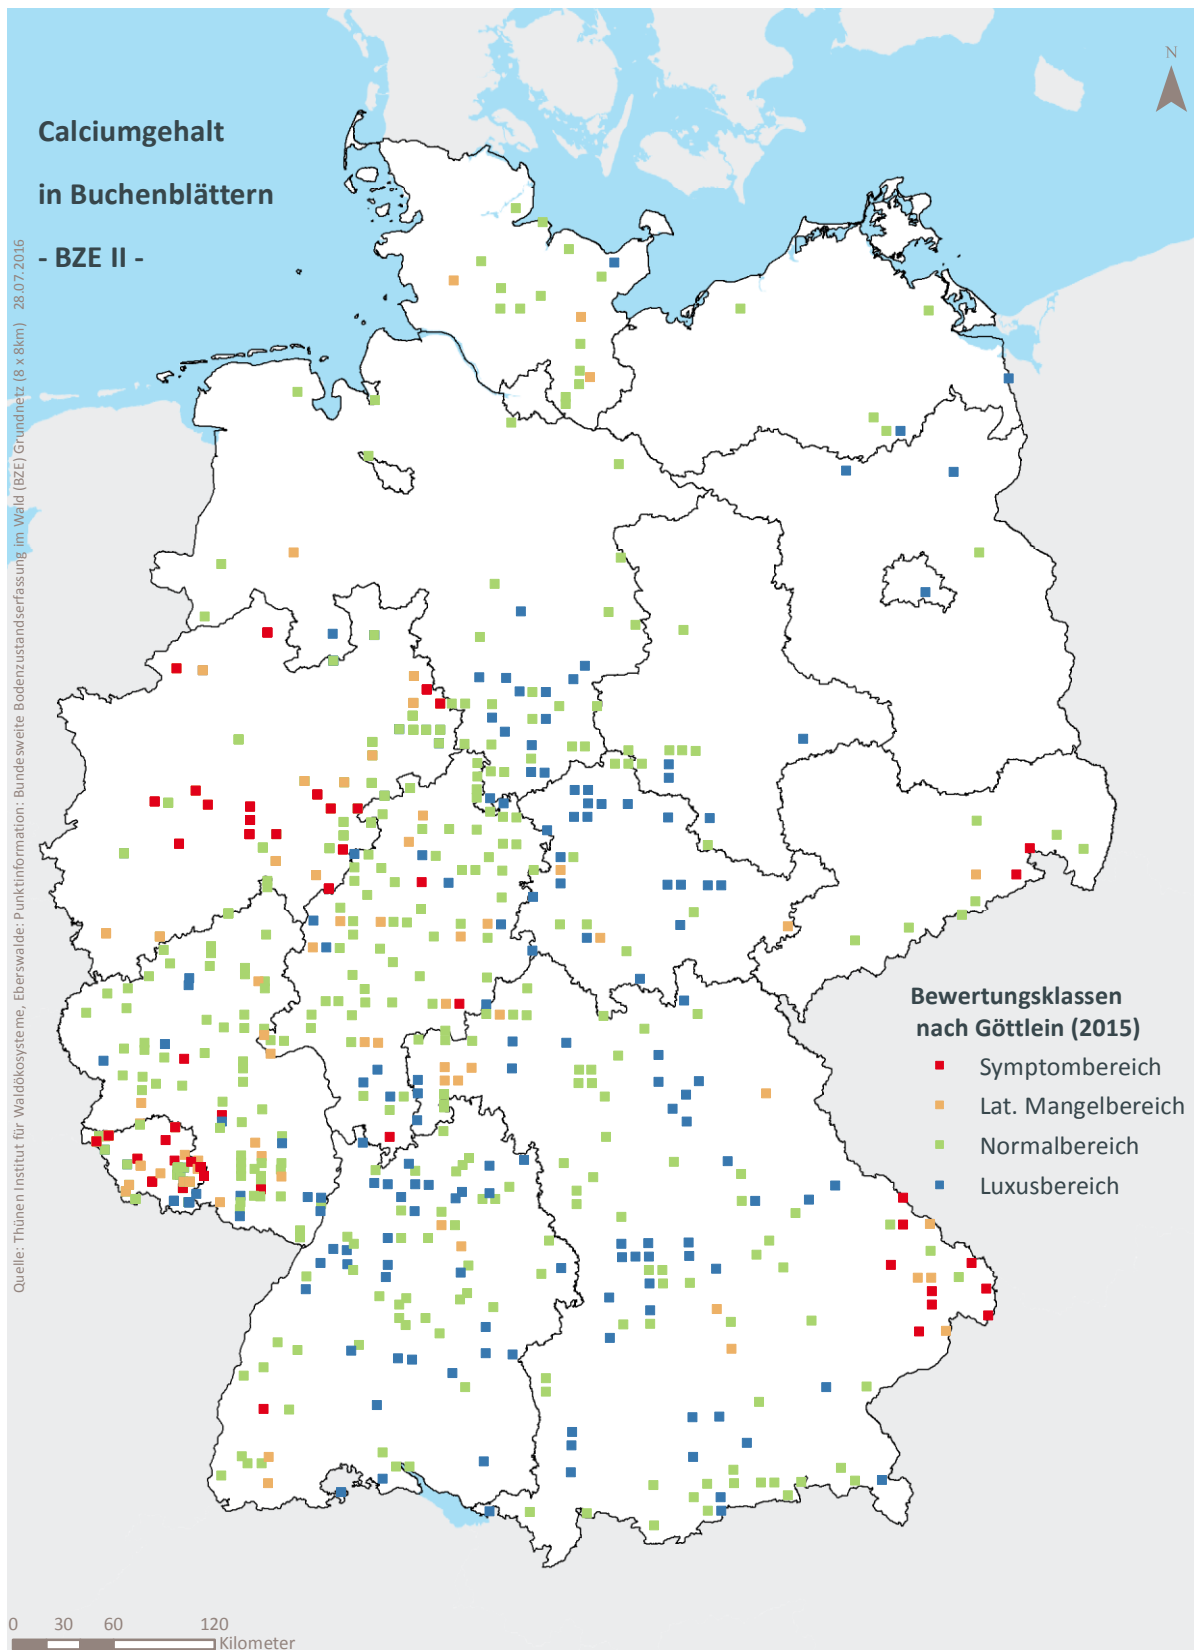 Calciumgehalt
in Buchenblättern
- BZE II -
N
Quelle: Thünen Institut für Waldökosysteme, Eberswalde: Punktinformation: Bundesweite Bodenzustandserfassung im Wald (BZE) Grundnetz (8 x 8km) 28.07.2016
Bewertungsklassen
nach Göttlein (2015)
Symptombereich
Lat. Mangelbereich
Normalbereich
Luxusbereich
0 30 60 120
Kilometer